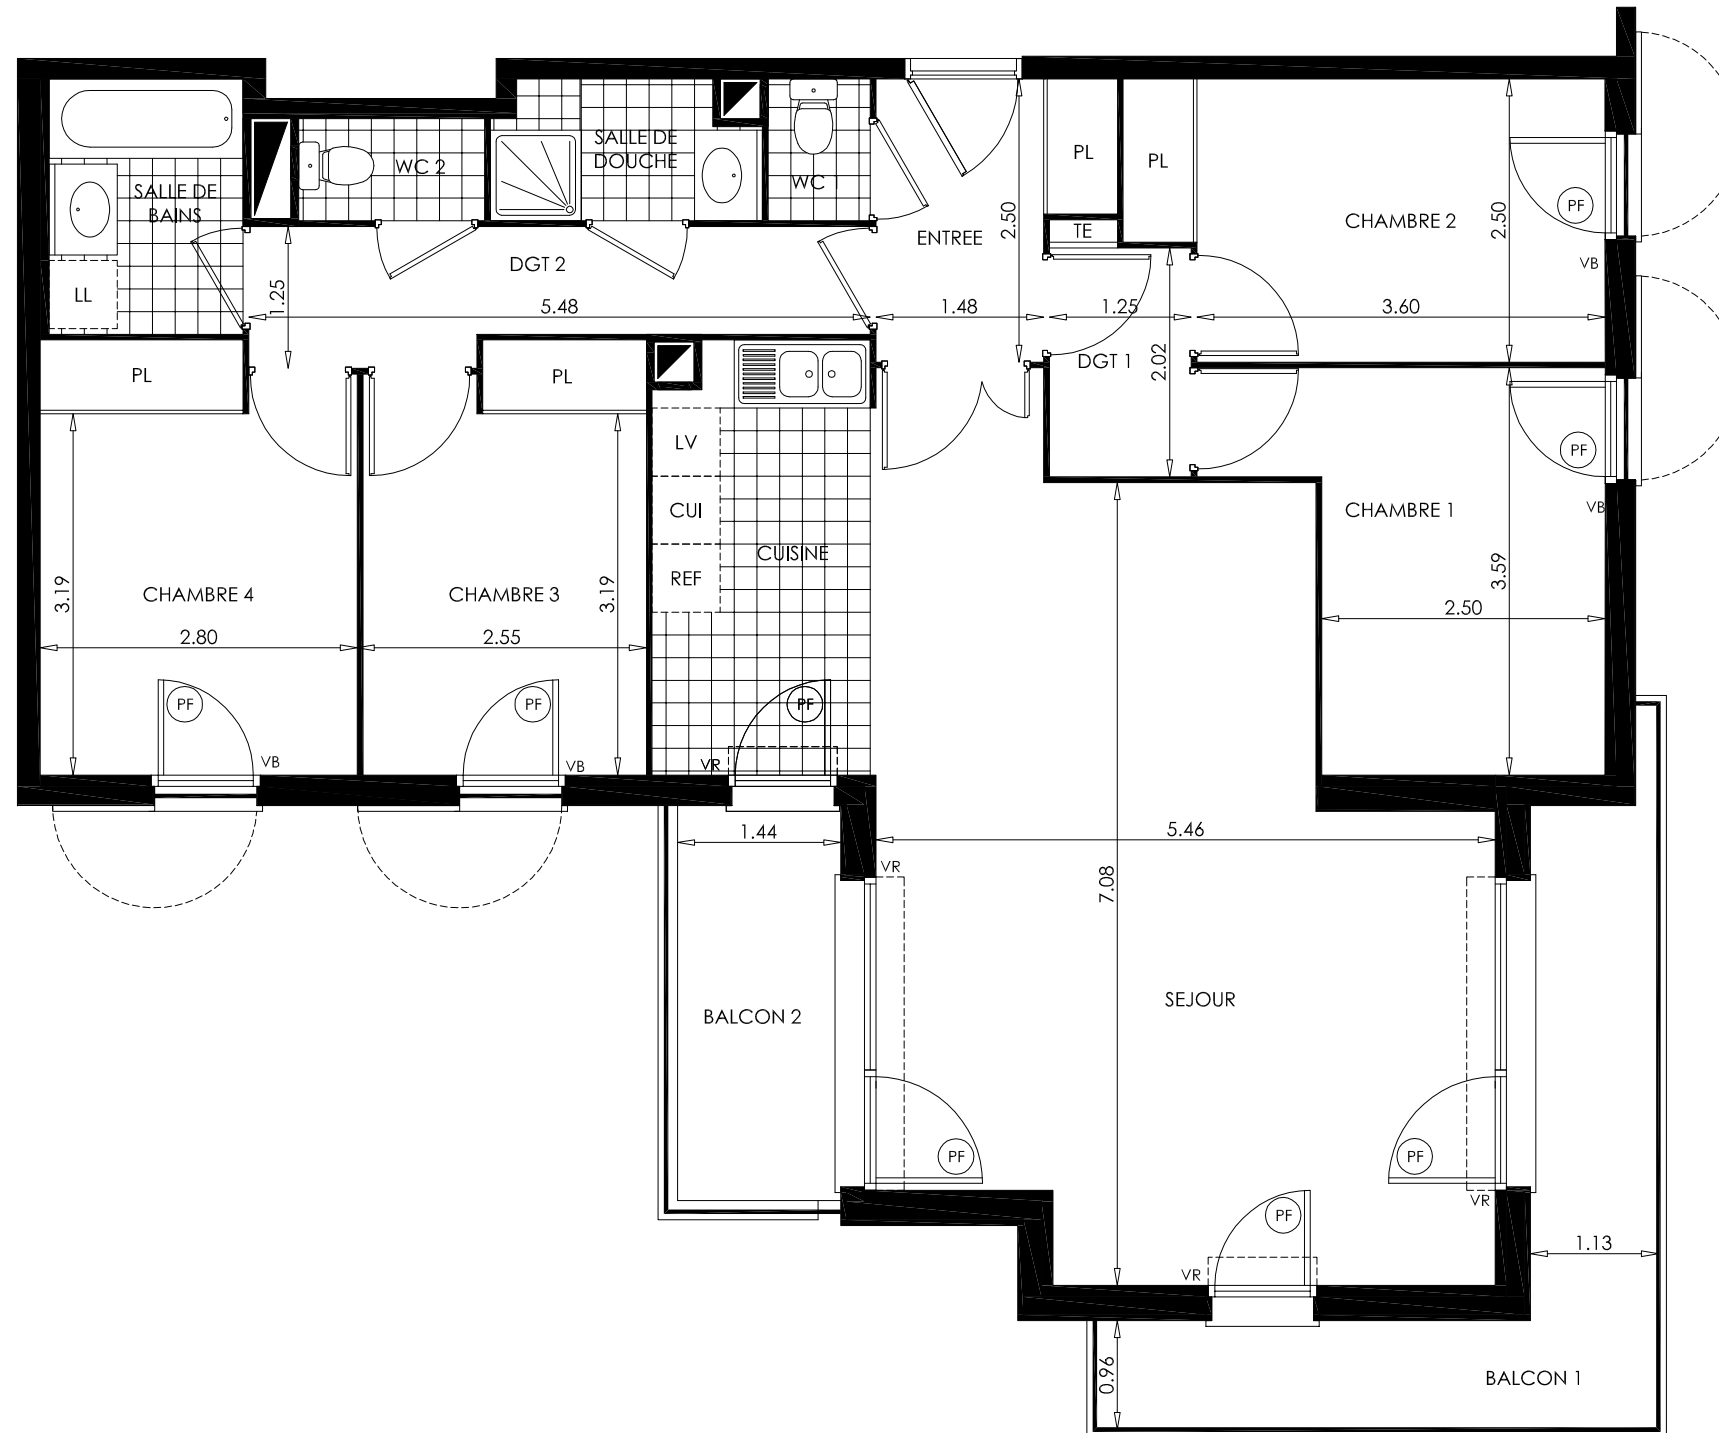 SALLE DE
BAINS
WC 2
SALLE DE
DOUCHE
WC 1
PL
PL
TE
ENTREE
2.50
CHAMBRE 2
2.50
PF
VB
LL
1.25
DGT 2
5.48
1.48
1.25
3.60
DGT 1
2.02
PL
PL
LV
CUI
REF
CUISINE
PF
CHAMBRE 1
VB
3.59
2.50
3.19
CHAMBRE 4
2.80
CHAMBRE 3
3.19
2.55
PF
VB
PF
VB
PF
VR
1.44
5.46
VR
7.08
BALCON 2
SEJOUR
PF
PF
VR
PF
VR
1.13
0.96
BALCON 1